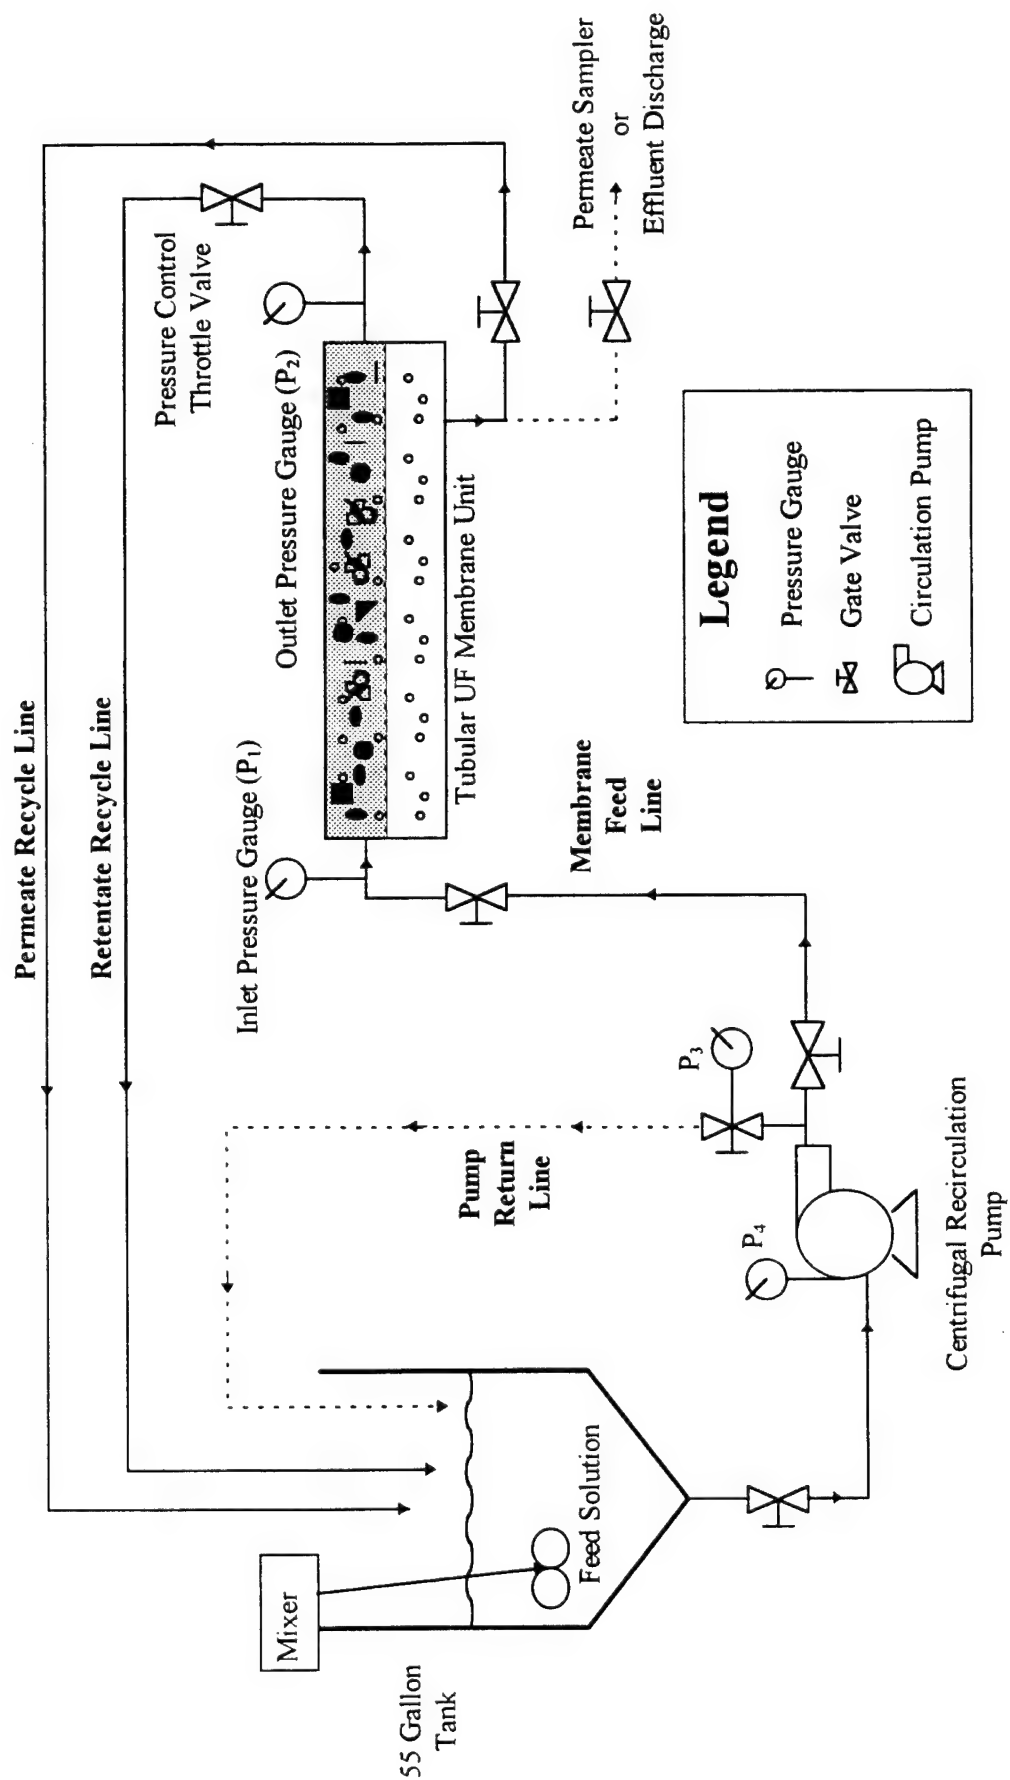 Permeate Recycle Line
Retentate Recycle Line
Pressure Control
Throttle Valve
Inlet Pressure Gauge (P1)
Outlet Pressure Gauge (P2)
Tubular UF Membrane Unit
Permeate Sampler
or
Effluent Discharge
Membrane
Feed
Line
Pump
Return
Line
P3
P4
Mixer
Feed Solution
55 Gallon
Tank
Centrifugal Recirculation
Pump
Legend
Pressure Gauge
Gate Valve
Circulation Pump